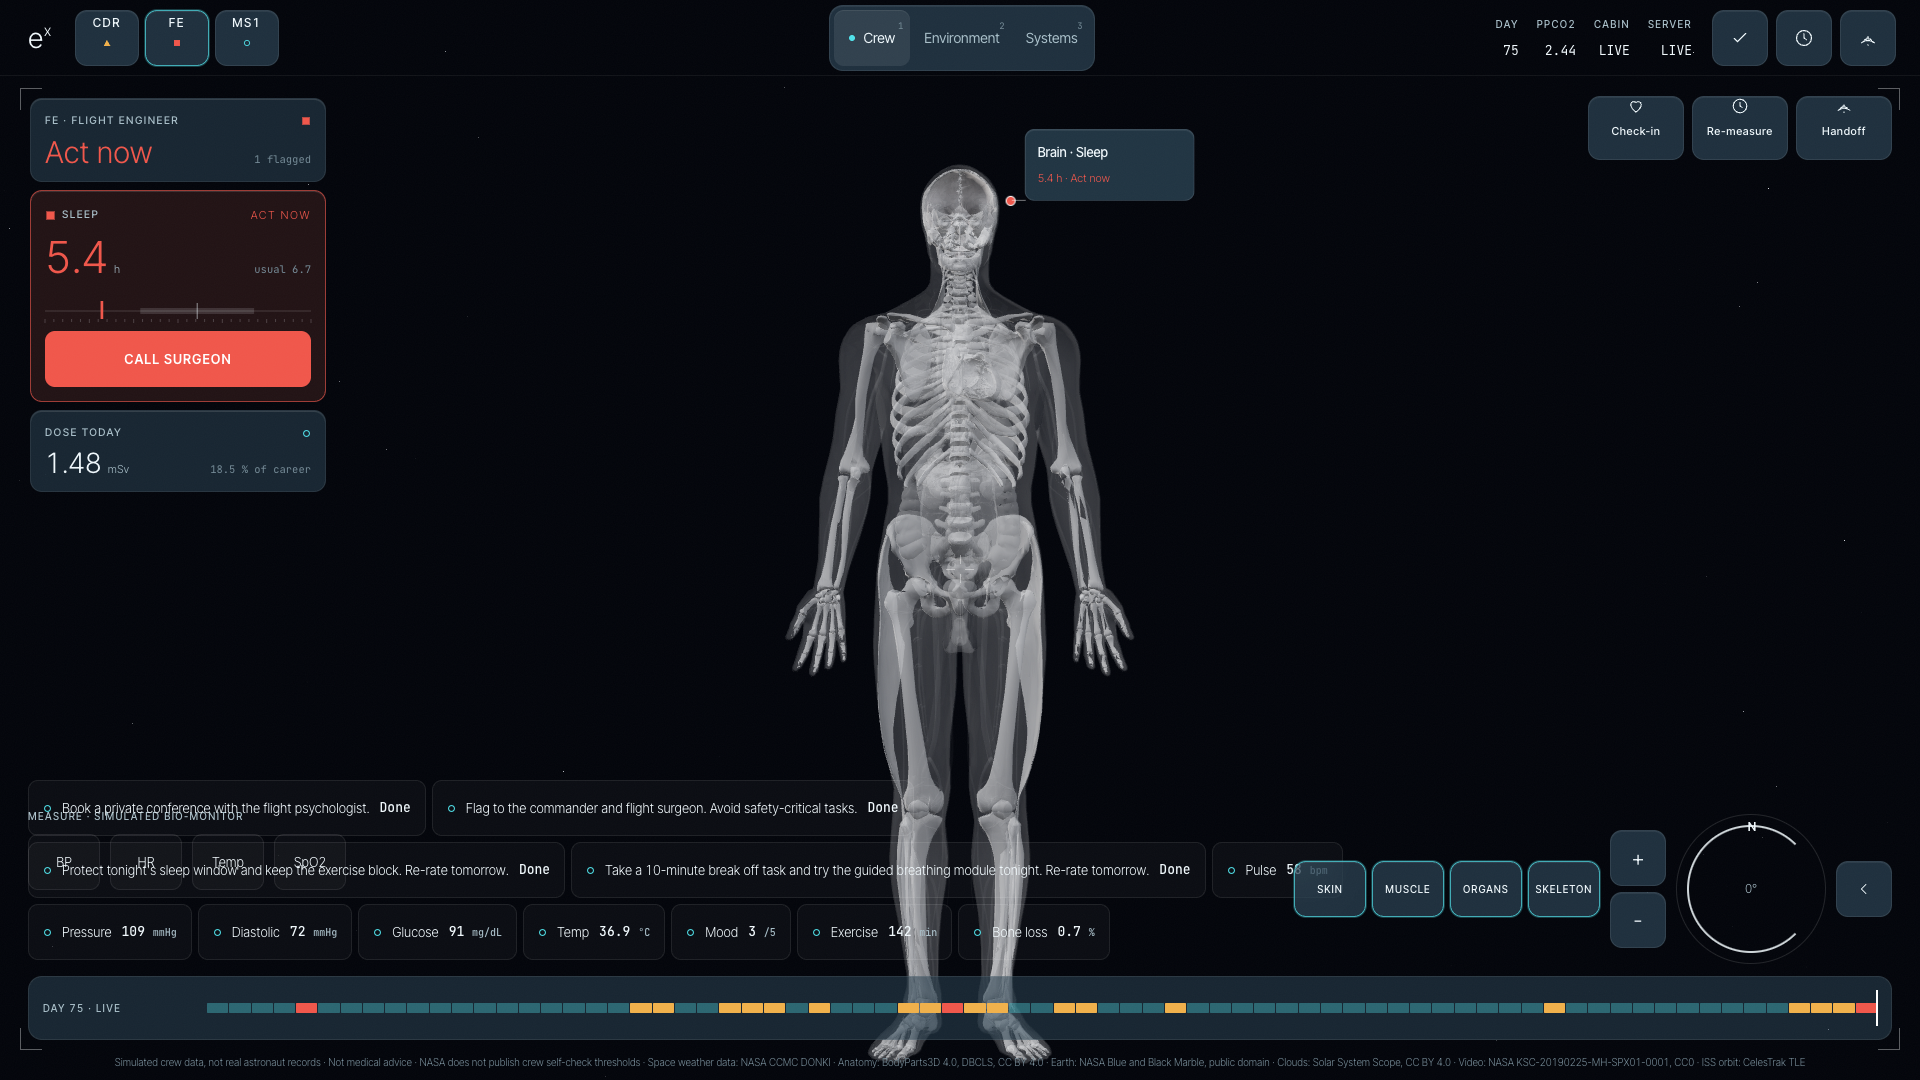 eˣ
CDR
FE
MS1
Crew 1
Environment 2
Systems 3
DAY PPCO2 CABIN SERVER
75 2.44 LIVE LIVE
FE · FLIGHT ENGINEER
Act now
1 flagged
SLEEP ACT NOW
5.4 h usual 6.7
CALL SURGEON
DOSE TODAY
1.48 mSv 18.5 % of career
Brain · Sleep
5.4 h · Act now
Check-in
Re-measure
Handoff
Book a private conference with the flight psychologist. Done
Flag to the commander and flight surgeon. Avoid safety-critical tasks. Done
MEASURE · SIMULATED BIO-MONITOR
BP HR Temp SpO2
Protect tonight's sleep window and keep the exercise block. Re-rate tomorrow. Done
Take a 10-minute break off task and try the guided breathing module tonight. Re-rate tomorrow. Done
Pulse 58 bpm
Pressure 109 mmHg
Diastolic 72 mmHg
Glucose 91 mg/dL
Temp 36.9 °C
Mood 3 /5
Exercise 142 min
Bone loss 0.7 %
SKIN
MUSCLE
ORGANS
SKELETON
+
-
N
0°
DAY 75 · LIVE
Simulated crew data, not real astronaut records · Not medical advice · NASA does not publish crew self-check thresholds · Space weather data: NASA CCMC DONKI · Anatomy: BodyParts3D 4.0, DBCLS, CC BY 4.0 · Earth: NASA Blue and Black Marble, public domain · Clouds: Solar System Scope, CC BY 4.0 · Video: NASA KSC-20190225-MH-SPX01-0001, CC0 · ISS orbit: CelesTrak TLE